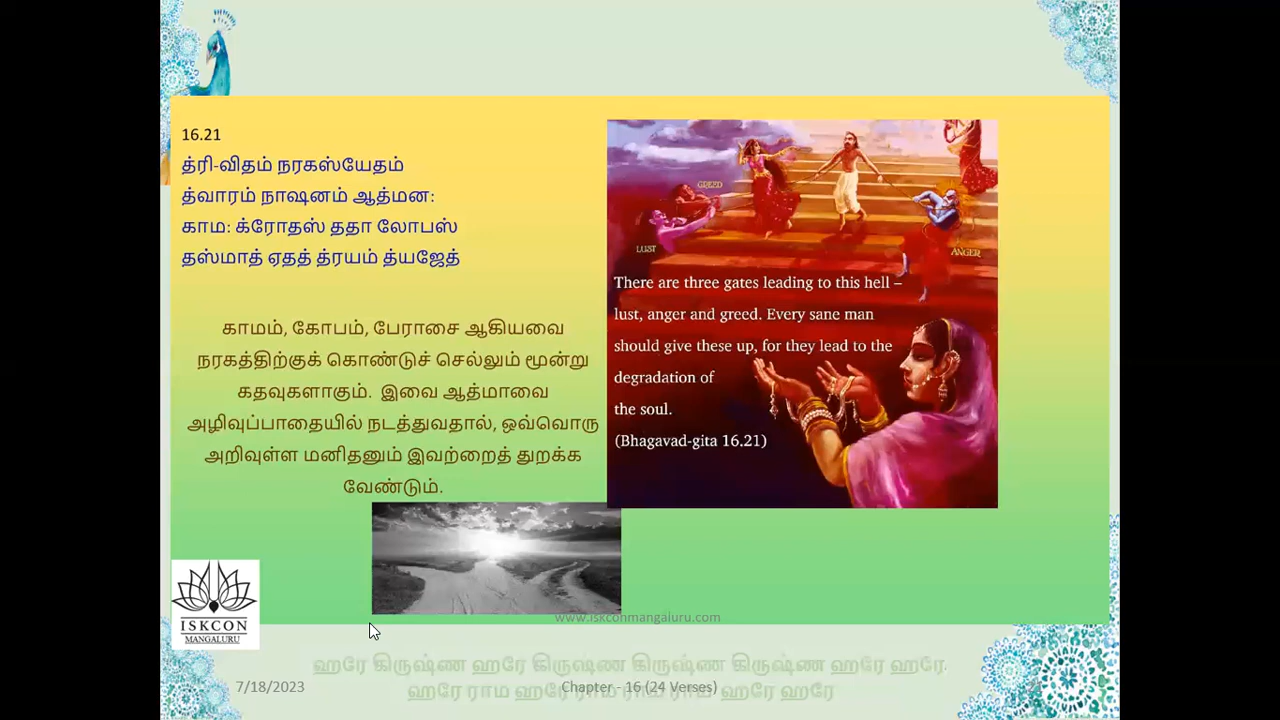 16.21
த்ரி-விதம் நரகஸ்யேதம்
த்வாரம் நாஷனம் ஆத்மன:
காம: க்ரோதஸ் ததா லோபஸ்
தஸ்மாத் ஏதத் த்ரயம் த்யஜேத்
காமம், கோபம், பேராசை ஆகியவை
நரகத்திற்குக் கொண்டுச் செல்லும் மூன்று
கதவுகளாகும். இவை ஆத்மாவை
அழிவுப்பாதையில் நடத்துவதால், ஒவ்வொரு
அறிவுள்ள மனிதனும் இவற்றைத் துறக்க
வேண்டும்.
GREED
LUST
ANGER
There are three gates leading to this hell –
lust, anger and greed. Every sane man
should give these up, for they lead to the
degradation of
the soul.
(Bhagavad-gita 16.21)
ISKCON
MANGALURU
www.iskconmangaluru.com
ஹரே கிருஷ்ண ஹரே கிருஷ்ண கிருஷ்ண கிருஷ்ண ஹரே ஹரே
ஹரே ராம ஹரே ராம ராம ராம ஹரே ஹரே
7/18/2023
Chapter - 16 (24 Verses)